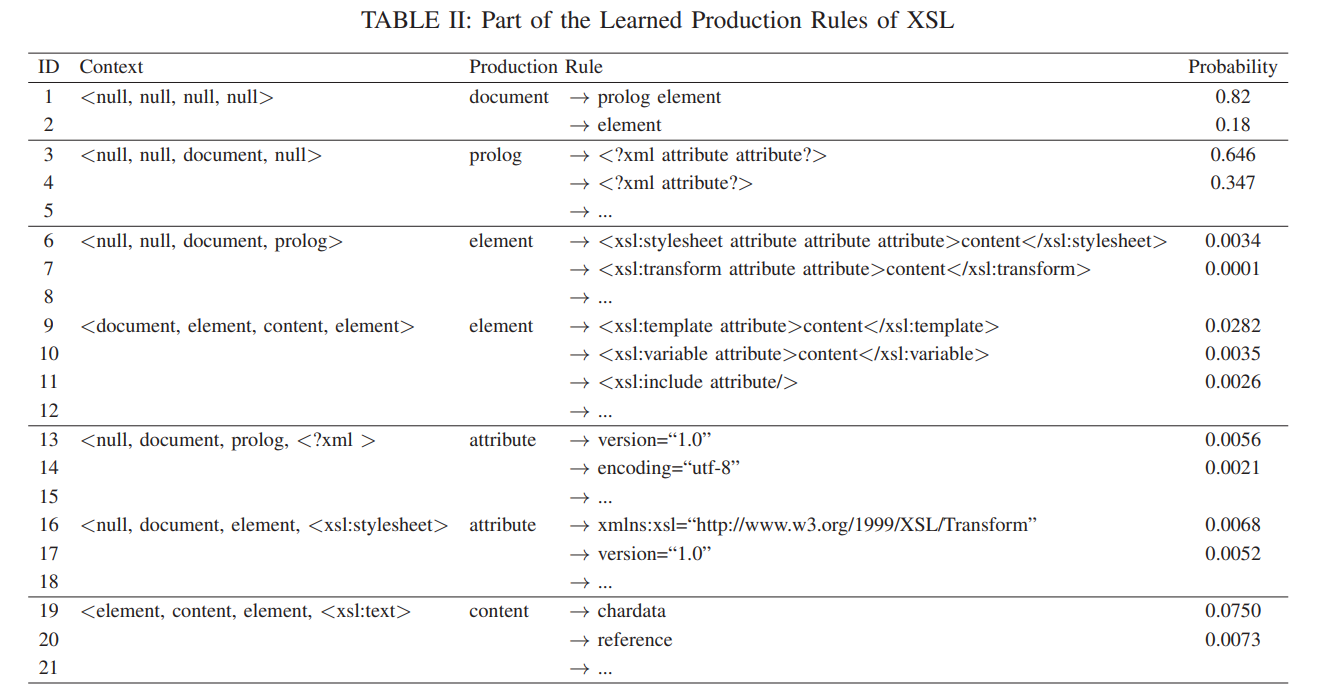 TABLE II: Part of the Learned Production Rules of XSL
ID Context Production Rule Probability
1 <null, null, null, null> document → prolog element 0.82
2 → element 0.18
3 <null, null, document, null> prolog → <?xml attribute attribute?> 0.646
4 → <?xml attribute?> 0.347
5 → ...
6 <null, null, document, prolog> element → <xsl:stylesheet attribute attribute attribute>content</xsl:stylesheet> 0.0034
7 → <xsl:transform attribute attribute>content</xsl:transform> 0.0001
8 → ...
9 <document, element, content, element> element → <xsl:template attribute>content</xsl:template> 0.0282
10 → <xsl:variable attribute>content</xsl:variable> 0.0035
11 → <xsl:include attribute/> 0.0026
12 → ...
13 <null, document, prolog, <?xml > attribute → version=“1.0” 0.0056
14 → encoding=“utf-8” 0.0021
15 → ...
16 <null, document, element, <xsl:stylesheet> attribute → xmlns:xsl=“http://www.w3.org/1999/XSL/Transform” 0.0068
17 → version=“1.0” 0.0052
18 → ...
19 <element, content, element, <xsl:text> content → chardata 0.0750
20 → reference 0.0073
21 → ...